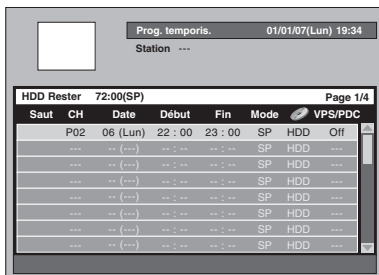 Prog. temporis. 01/01/07(Lun) 19:34
Station ---
HDD Rester 72:00(SP) Page 1/4
Saut CH Date Début Fin Mode VPS/PDC
P02 06 (Lun) 22 : 00 23 : 00 SP HDD Off
--- -- (---) -- : -- -- : -- SP HDD ---
--- -- (---) -- : -- -- : -- SP HDD ---
--- -- (---) -- : -- -- : -- SP HDD ---
--- -- (---) -- : -- -- : -- SP HDD ---
--- -- (---) -- : -- -- : -- SP HDD ---
--- -- (---) -- : -- -- : -- SP HDD ---
--- -- (---) -- : -- -- : -- SP HDD ---